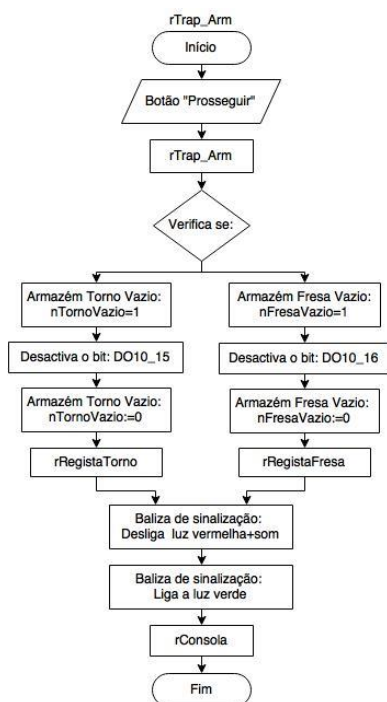 rTrap_Arm
Início
Botão "Prosseguir"
rTrap_Arm
Verifica se:
Armazém Torno Vazio:
nTornoVazio=1
Desactiva o bit: DO10_15
Armazém Torno Vazio:
nTornoVazio:=0
rRegistaTorno
Armazém Fresa Vazio:
nFresaVazio=1
Desactiva o bit: DO10_16
Armazém Fresa Vazio:
nFresaVazio:=0
rRegistaFresa
Baliza de sinalização:
Desliga luz vermelha+som
Baliza de sinalização:
Liga a luz verde
rConsola
Fim